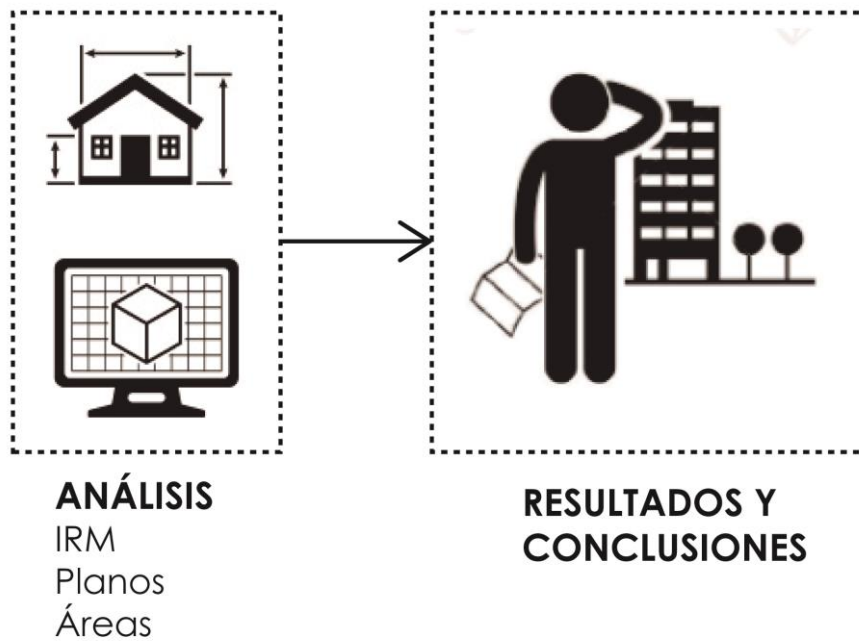 ANÁLISIS
IRM
Planos
Áreas
RESULTADOS Y
CONCLUSIONES